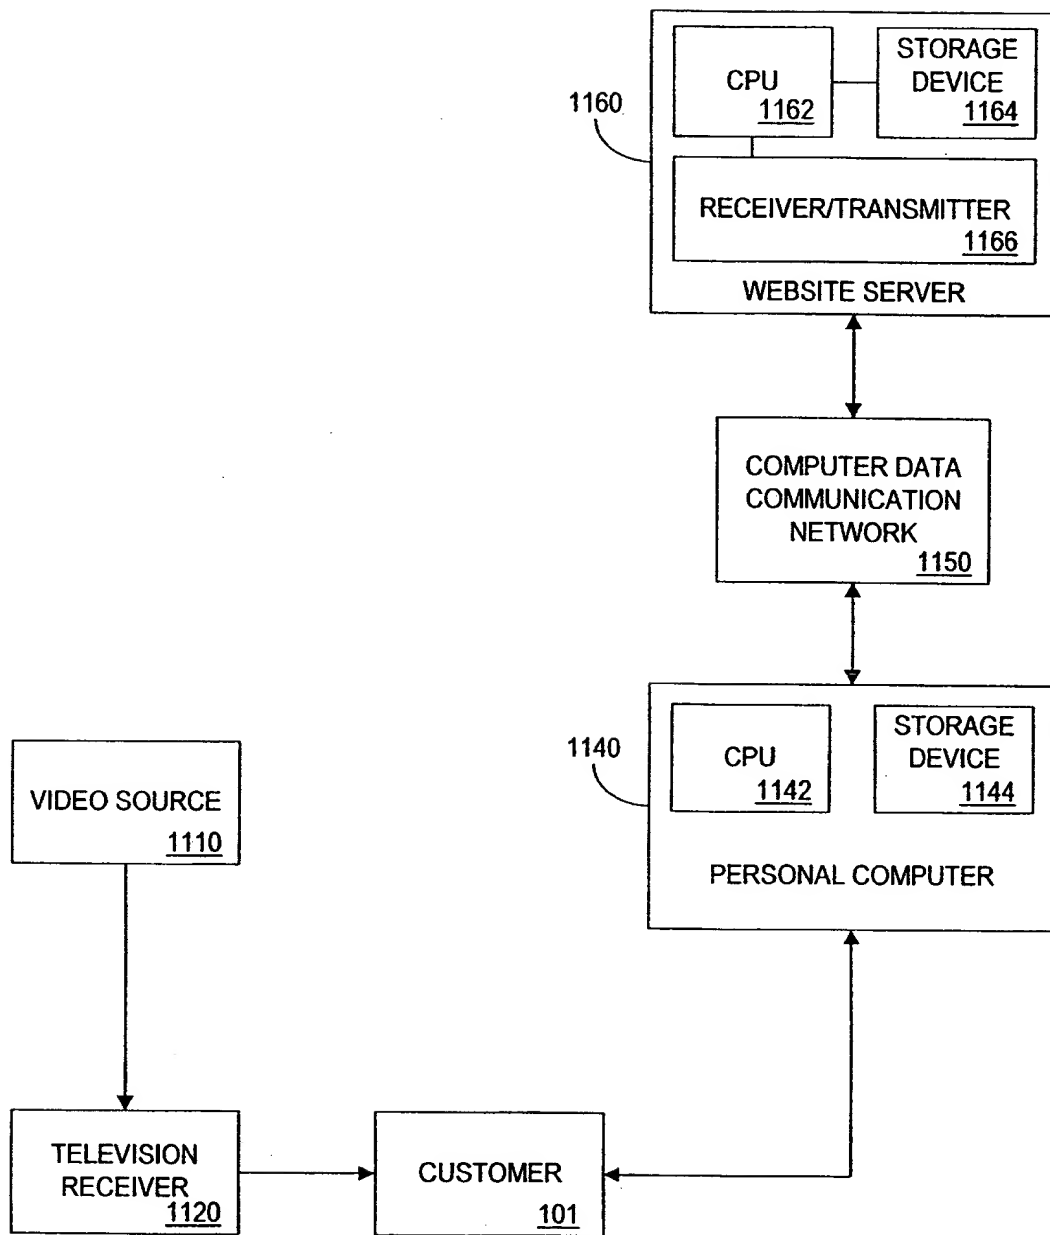 CPU
1162
STORAGE
DEVICE
1164
1160
RECEIVER/TRANSMITTER
1166
WEBSITE SERVER
COMPUTER DATA
COMMUNICATION
NETWORK
1150
1140
CPU
1142
STORAGE
DEVICE
1144
PERSONAL COMPUTER
VIDEO SOURCE
1110
TELEVISION
RECEIVER
1120
CUSTOMER
101